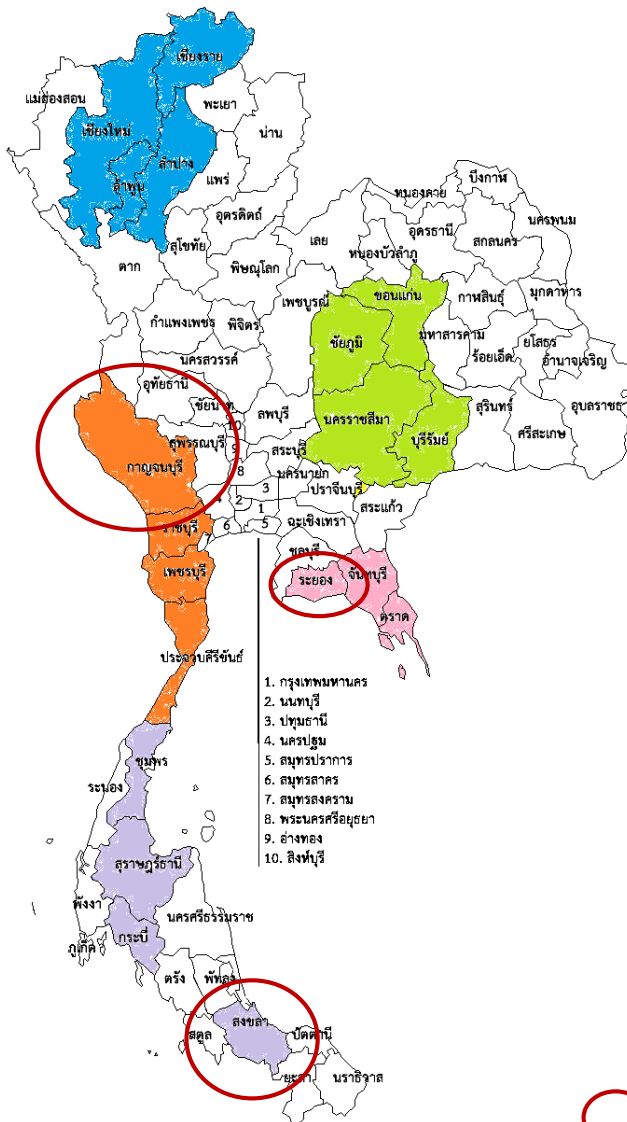 เชียงราย
แม่ฮ่องสอน
พะเยา
เชียงใหม่
น่าน
ลำปาง
แพร่
ลำพูน
บึงกาฬ
หนองคาย
อุตรดิตถ์
นครพนม
อุดรธานี
เลย
สกลนคร
สุโขทัย
หนองบัวลำภู
ตาก
พิษณุโลก
ขอนแก่น
กาฬสินธุ์
มุกดาหาร
เพชรบูรณ์
กำแพงเพชร
พิจิตร
ชัยภูมิ
มหาสารคาม
ร้อยเอ็ด
ยโสธร
อำนาจเจริญ
นครสวรรค์
อุทัยธานี
ชัยนาท
ลพบุรี
นครราชสีมา
สุรินทร์
อุบลราชธ
ศรีสะเกษ
10
สุพรรณบุรี
9
สระบุรี
บุรีรัมย์
กาญจนบุรี
8
นครนายก
ปราจีนบุรี
3
4
2
สระแก้ว
1
ราชบุรี
6
5
ฉะเชิงเทรา
ชลบุรี
เพชรบุรี
ระยอง
จันทบุรี
ตราด
ประจวบคีรีขันธ์
1. กรุงเทพมหานคร
2. นนทบุรี
3. ปทุมธานี
4. นครปฐม
5. สมุทรปราการ
6. สมุทรสาคร
7. สมุทรสงคราม
8. พระนครศรีอยุธยา
9. อ่างทอง
10. สิงห์บุรี
ชุมพร
ระนอง
สุราษฎร์ธานี
พังงา
นครศรีธรรมราช
กระบี่
ภูเก็ต
ตรัง
พัทลุง
สงขลา
สตูล
ปัตตานี
ยะลา
นราธิวาส